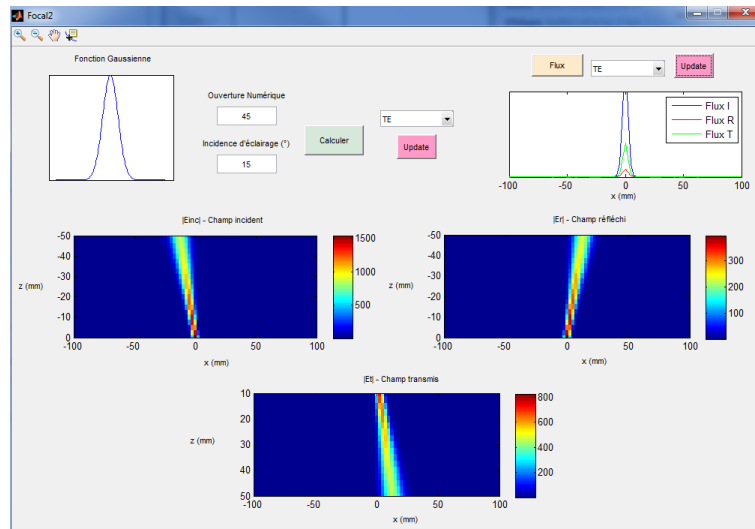 Focal2
Fonction Gaussienne
Ouverture Numérique
45
Incidence d'éclairage (°)
15
Calculer
TE
Update
Flux
TE
Update
Flux I
Flux R
Flux T
-100 -50 0 50 100
x (mm)
|Einc| - Champ incident
-50
-40
-30
-20
-10
0
z (mm)
-100 -50 0 50 100
x (mm)
1500
1000
500
|Er| - Champ réfléchi
-50
-40
-30
-20
-10
0
z (mm)
-100 -50 0 50 100
x (mm)
300
200
100
|Et| - Champ transmis
10
20
30
40
50
z (mm)
-100 -50 0 50 100
x (mm)
800
600
400
200